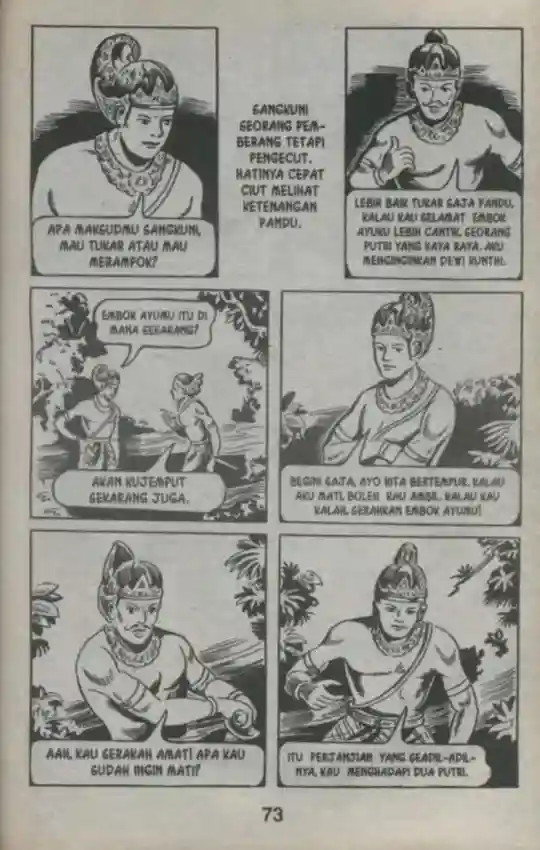 APA MAKSUDMU SANGKUNI,
MAU TUKAR ATAU MAU
MERAMPOK?
SANGKUNI
SEORANG PEM-
BERANG TETAPI
PENGECUT.
HATINYA CEPAT
CIUT MELIHAT
KETENANGAN
PANDU.
LEBIH BAIK TUKAR SAJA PANDU,
KALAU KAU SELAMAT EMBOK
AYUKU LEBIH CANTIK, SEORANG
PUTRI YANG KAYA RAYA. AKU
MENGINGINKAN DEWI KUNTHI.
EMBOK AYUMU ITU DI
MANA SEKARANG?
AKAN KUJEMPUT
SEKARANG JUGA.
BEGINI SAJA, AYO KITA BERTEMPUR. KALAU
AKU MATI, BOLEH KAU AMBIL. KALAU KAU
KALAH, SERAHKAN EMBOK AYUMU!
AAH, KAU SERAKAH AMAT! APA KAU
SUDAH INGIN MATI?
ITU PERJANJIAN YANG SEADIL-ADIL-
NYA, KAU MENGHADAPI DUA PUTRI.
73